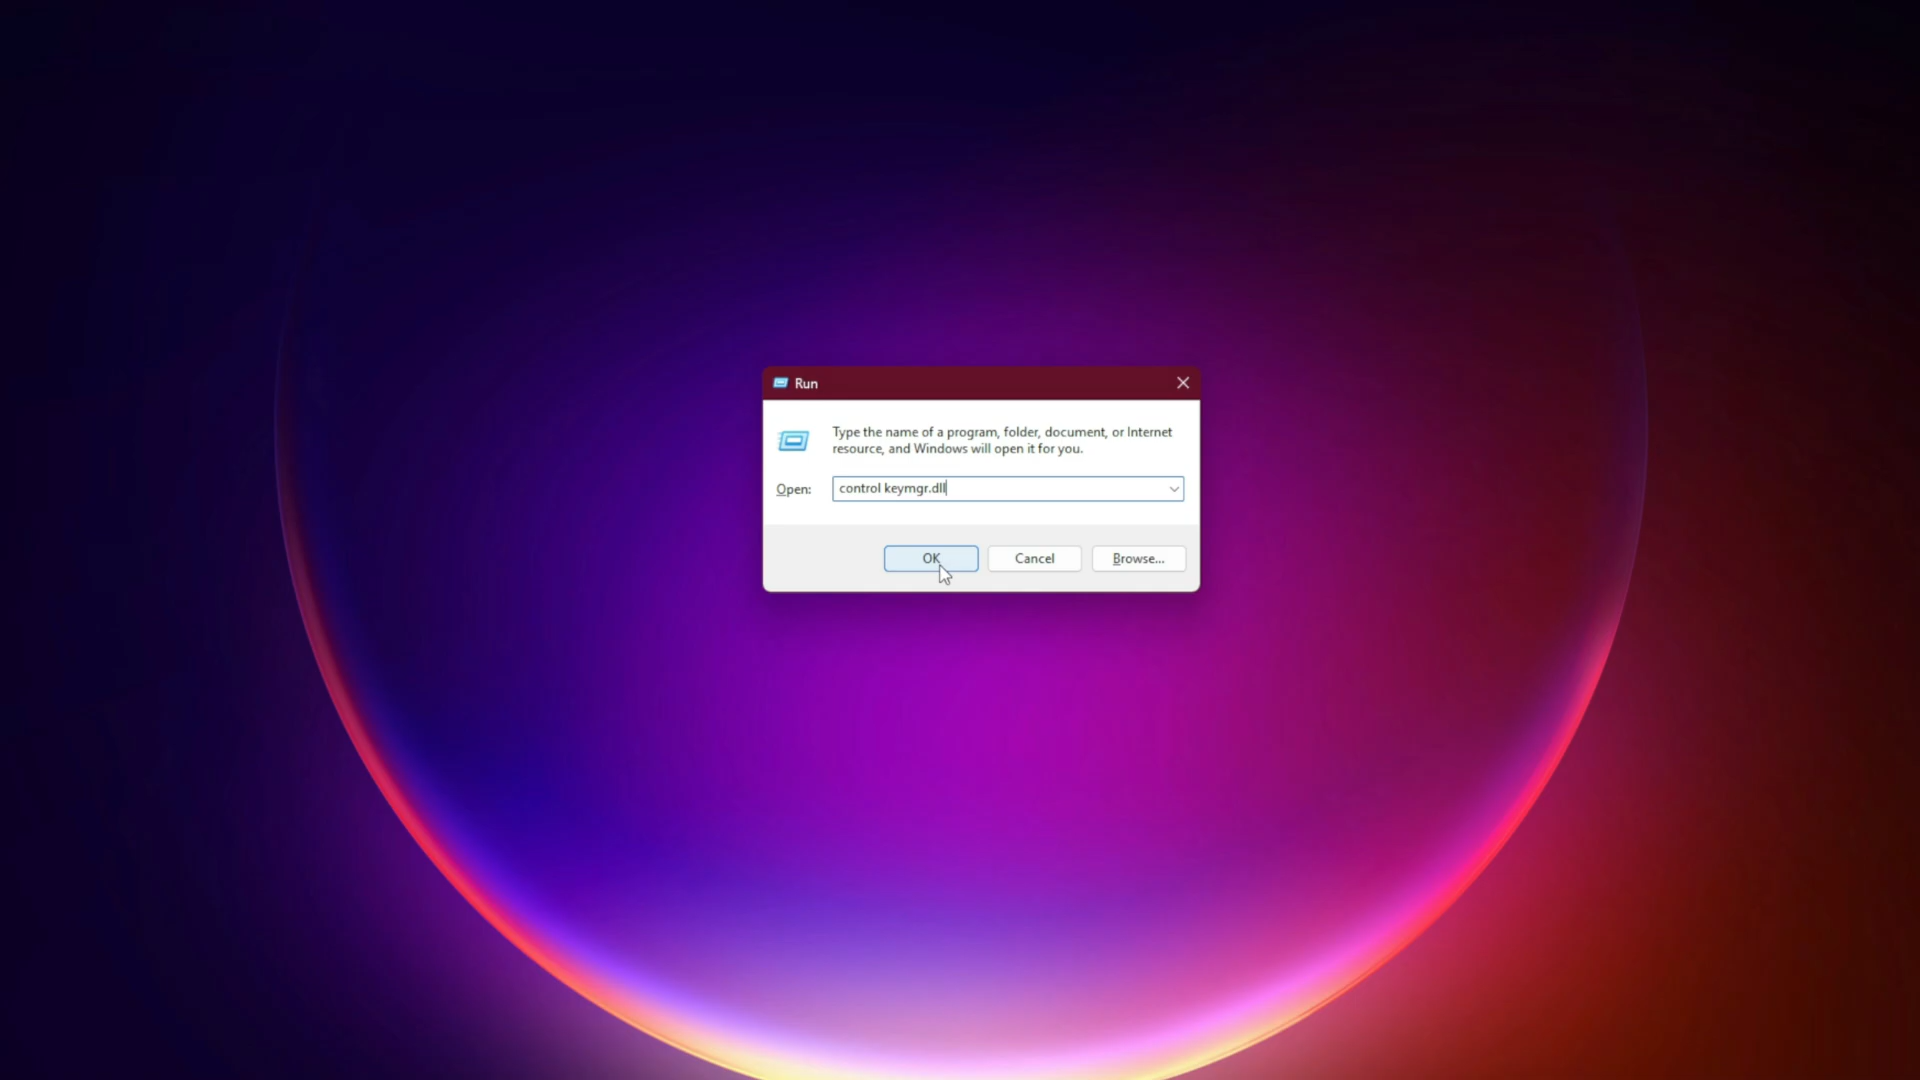 Run
Type the name of a program, folder, document, or Internet
resource, and Windows will open it for you.
Open: control keymgr.dll
OK Cancel Browse...